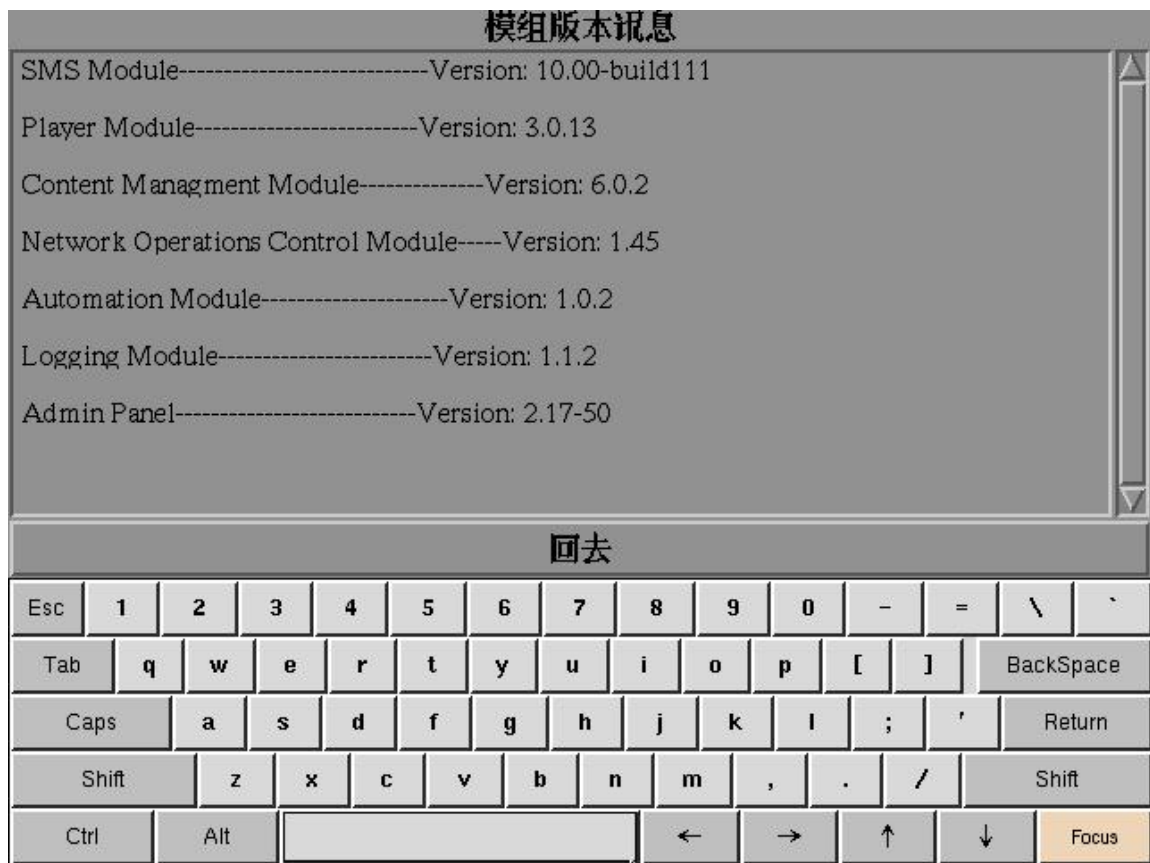 模组版本讯息
SMS Module----------------------------Version: 10.00-build111
Player Module-------------------------Version: 3.0.13
Content Managment Module--------------Version: 6.0.2
Network Operations Control Module-----Version: 1.45
Automation Module---------------------Version: 1.0.2
Logging Module------------------------Version: 1.1.2
Admin Panel---------------------------Version: 2.17-50
回去
Esc 1 2 3 4 5 6 7 8 9 0 - = \ `
Tab q w e r t y u i o p [ ] BackSpace
Caps a s d f g h j k l ; ' Return
Shift z x c v b n m , . / Shift
Ctrl Alt ← → ↑ ↓ Focus